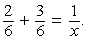 2/6 + 3/6 = 1/x.